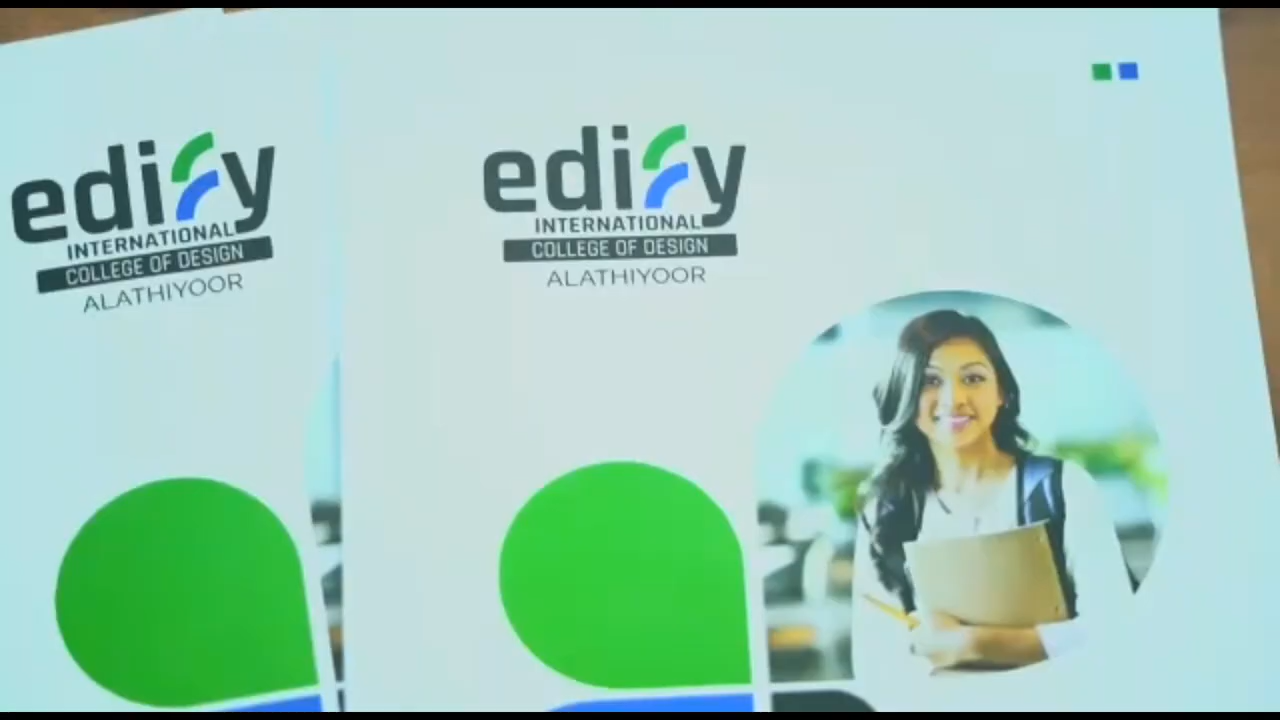 edify
INTERNATIONAL
COLLEGE OF DESIGN
ALATHIYOOR
edify
INTERNATIONAL
COLLEGE OF DESIGN
ALATHIYOOR